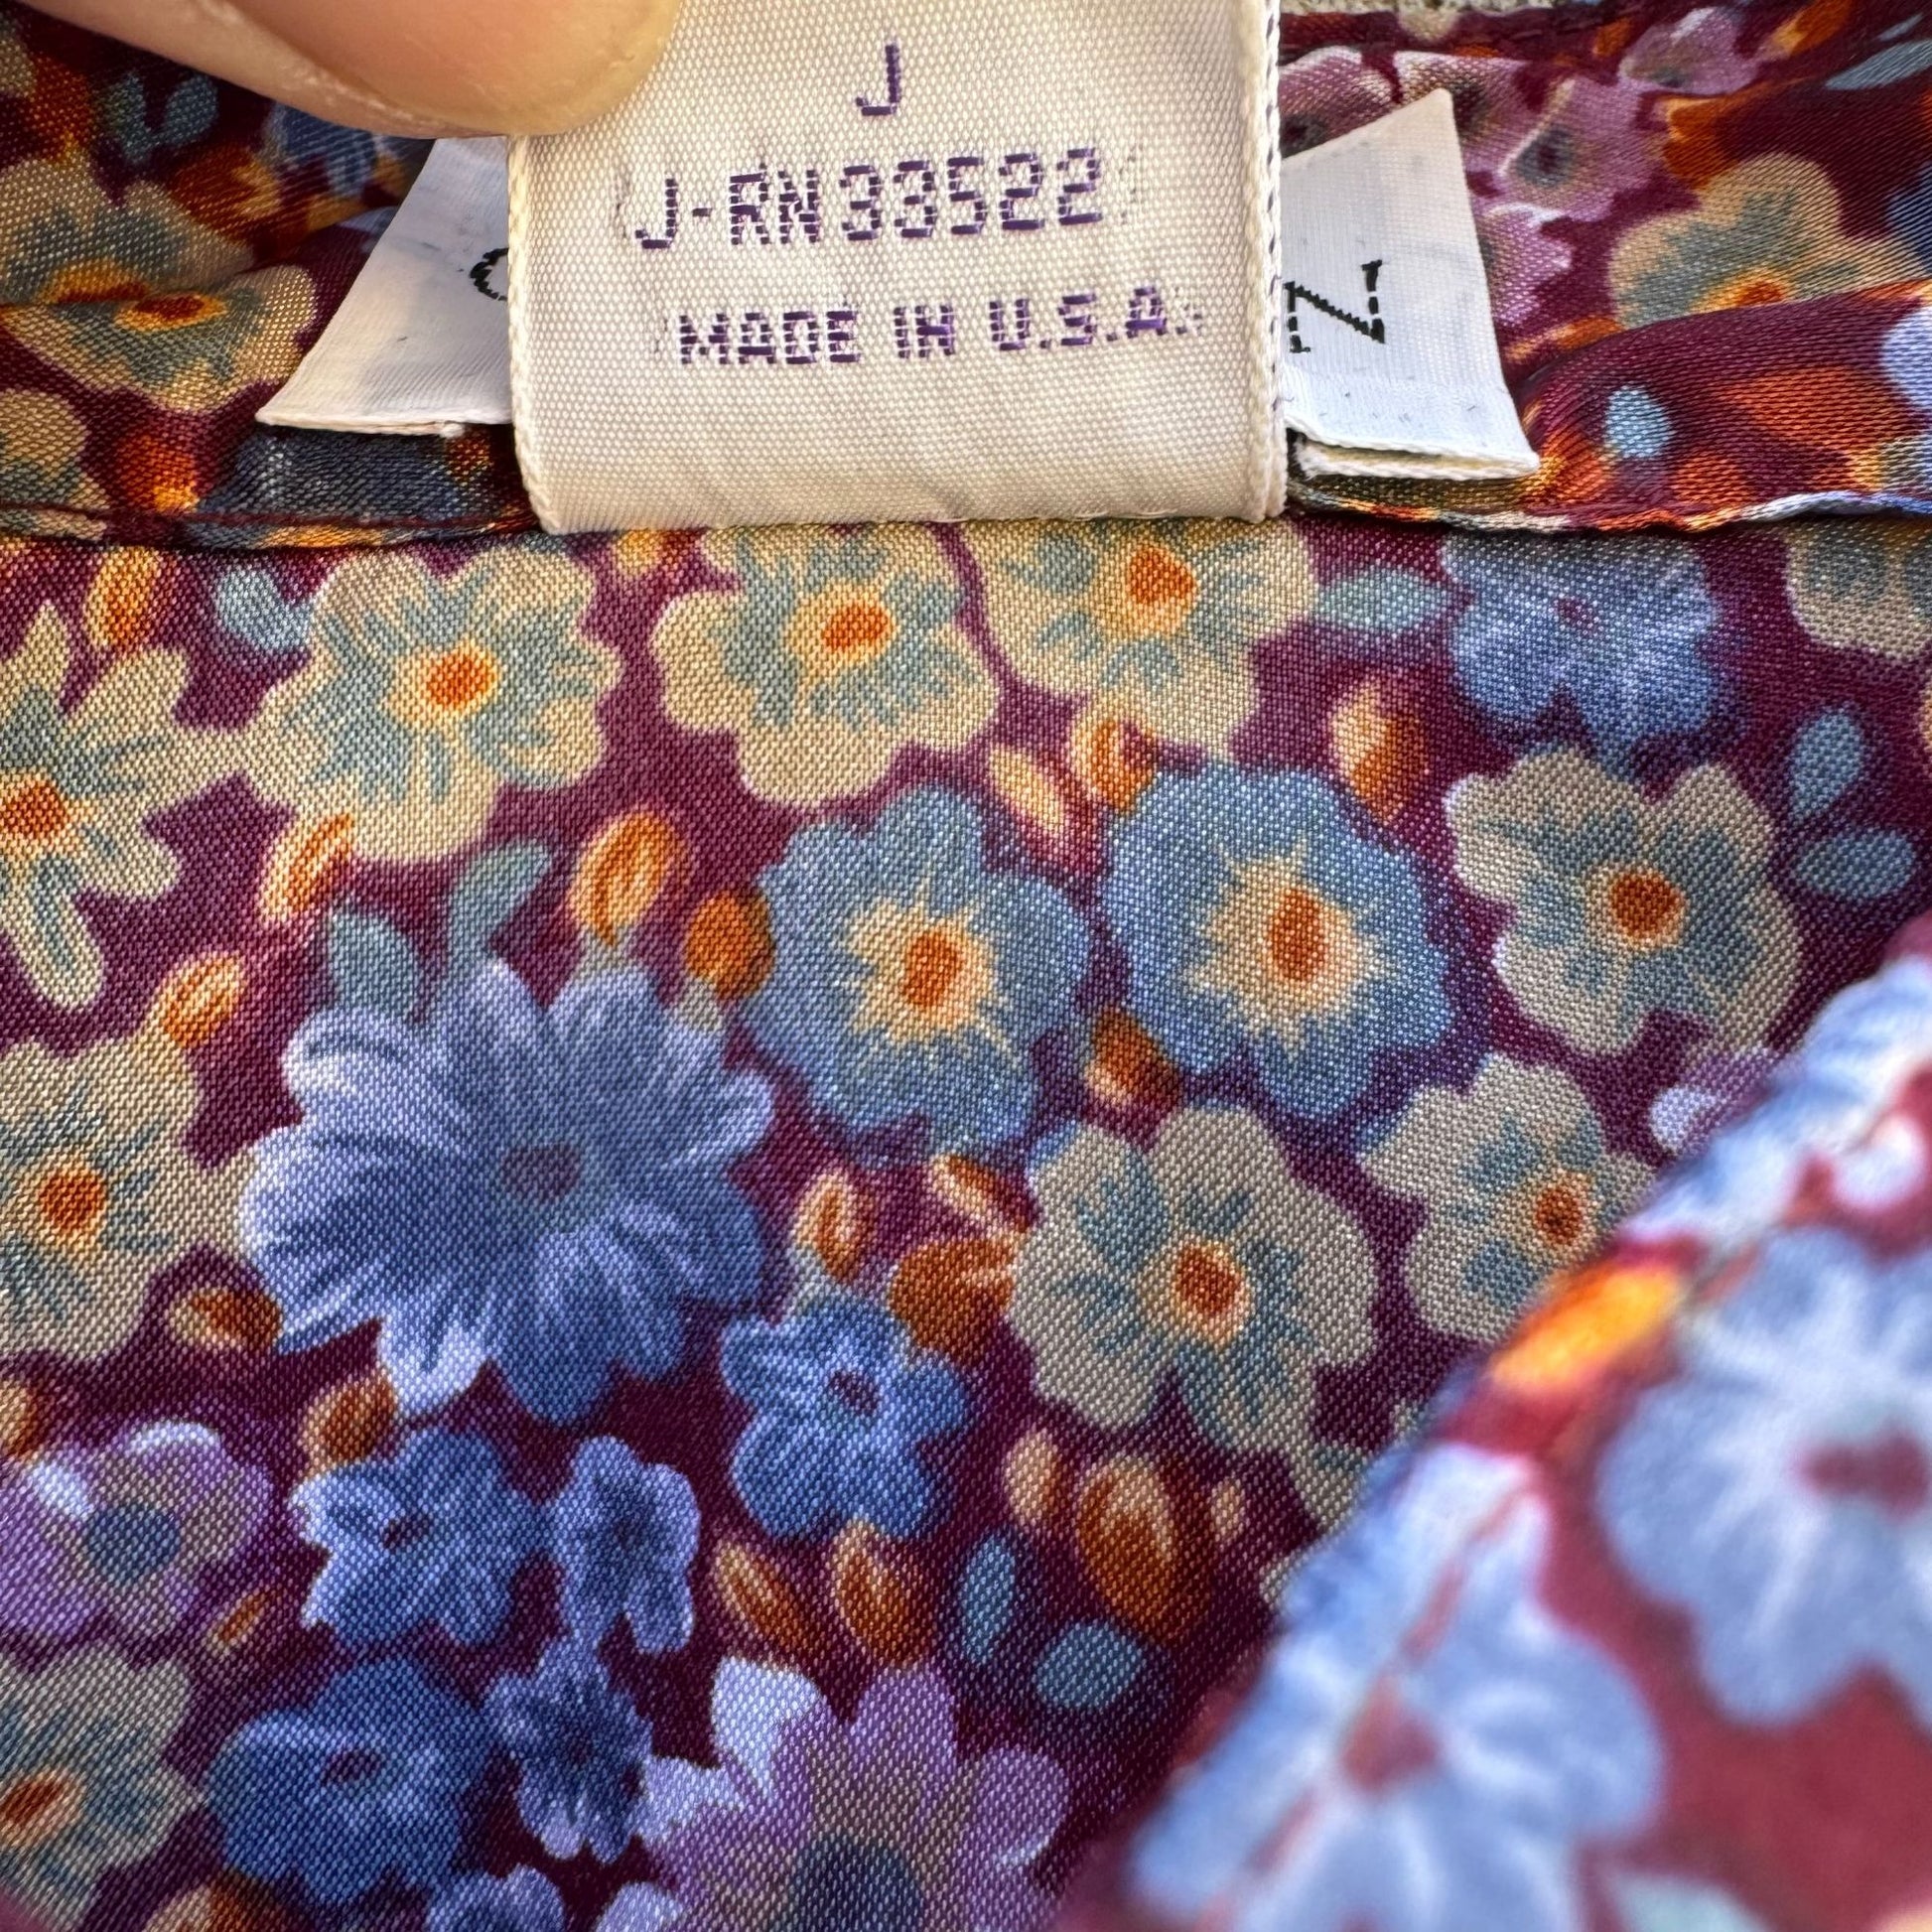 J
J-RN33522
MADE IN U.S.A.
Z